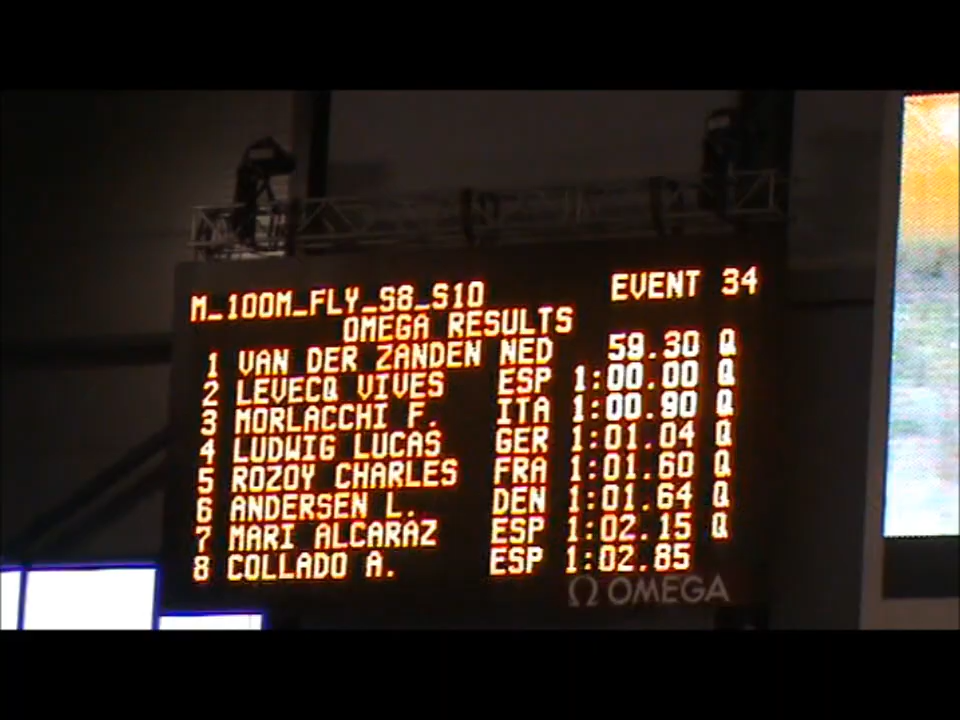 M_100M_FLY_S8_S10 EVENT 34
OMEGA RESULTS
1 VAN DER ZANDEN NED 59.30 Q
2 LEVECQ VIVES ESP 1:00.00 Q
3 MORLACCHI F. ITA 1:00.90 Q
4 LUDWIG LUCAS GER 1:01.04 Q
5 ROZOY CHARLES FRA 1:01.60 Q
6 ANDERSEN L. DEN 1:01.64 Q
7 MARI ALCARAZ ESP 1:02.15 Q
8 COLLADO A. ESP 1:02.85
Ω OMEGA